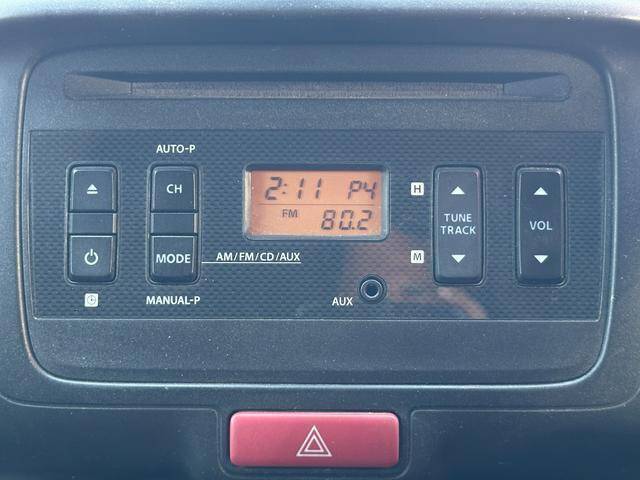 AUTO-P
CH
2:11 P4
H
FM 80.2
TUNE
TRACK
VOL
MODE
AM/FM/CD/AUX
M
MANUAL-P
AUX